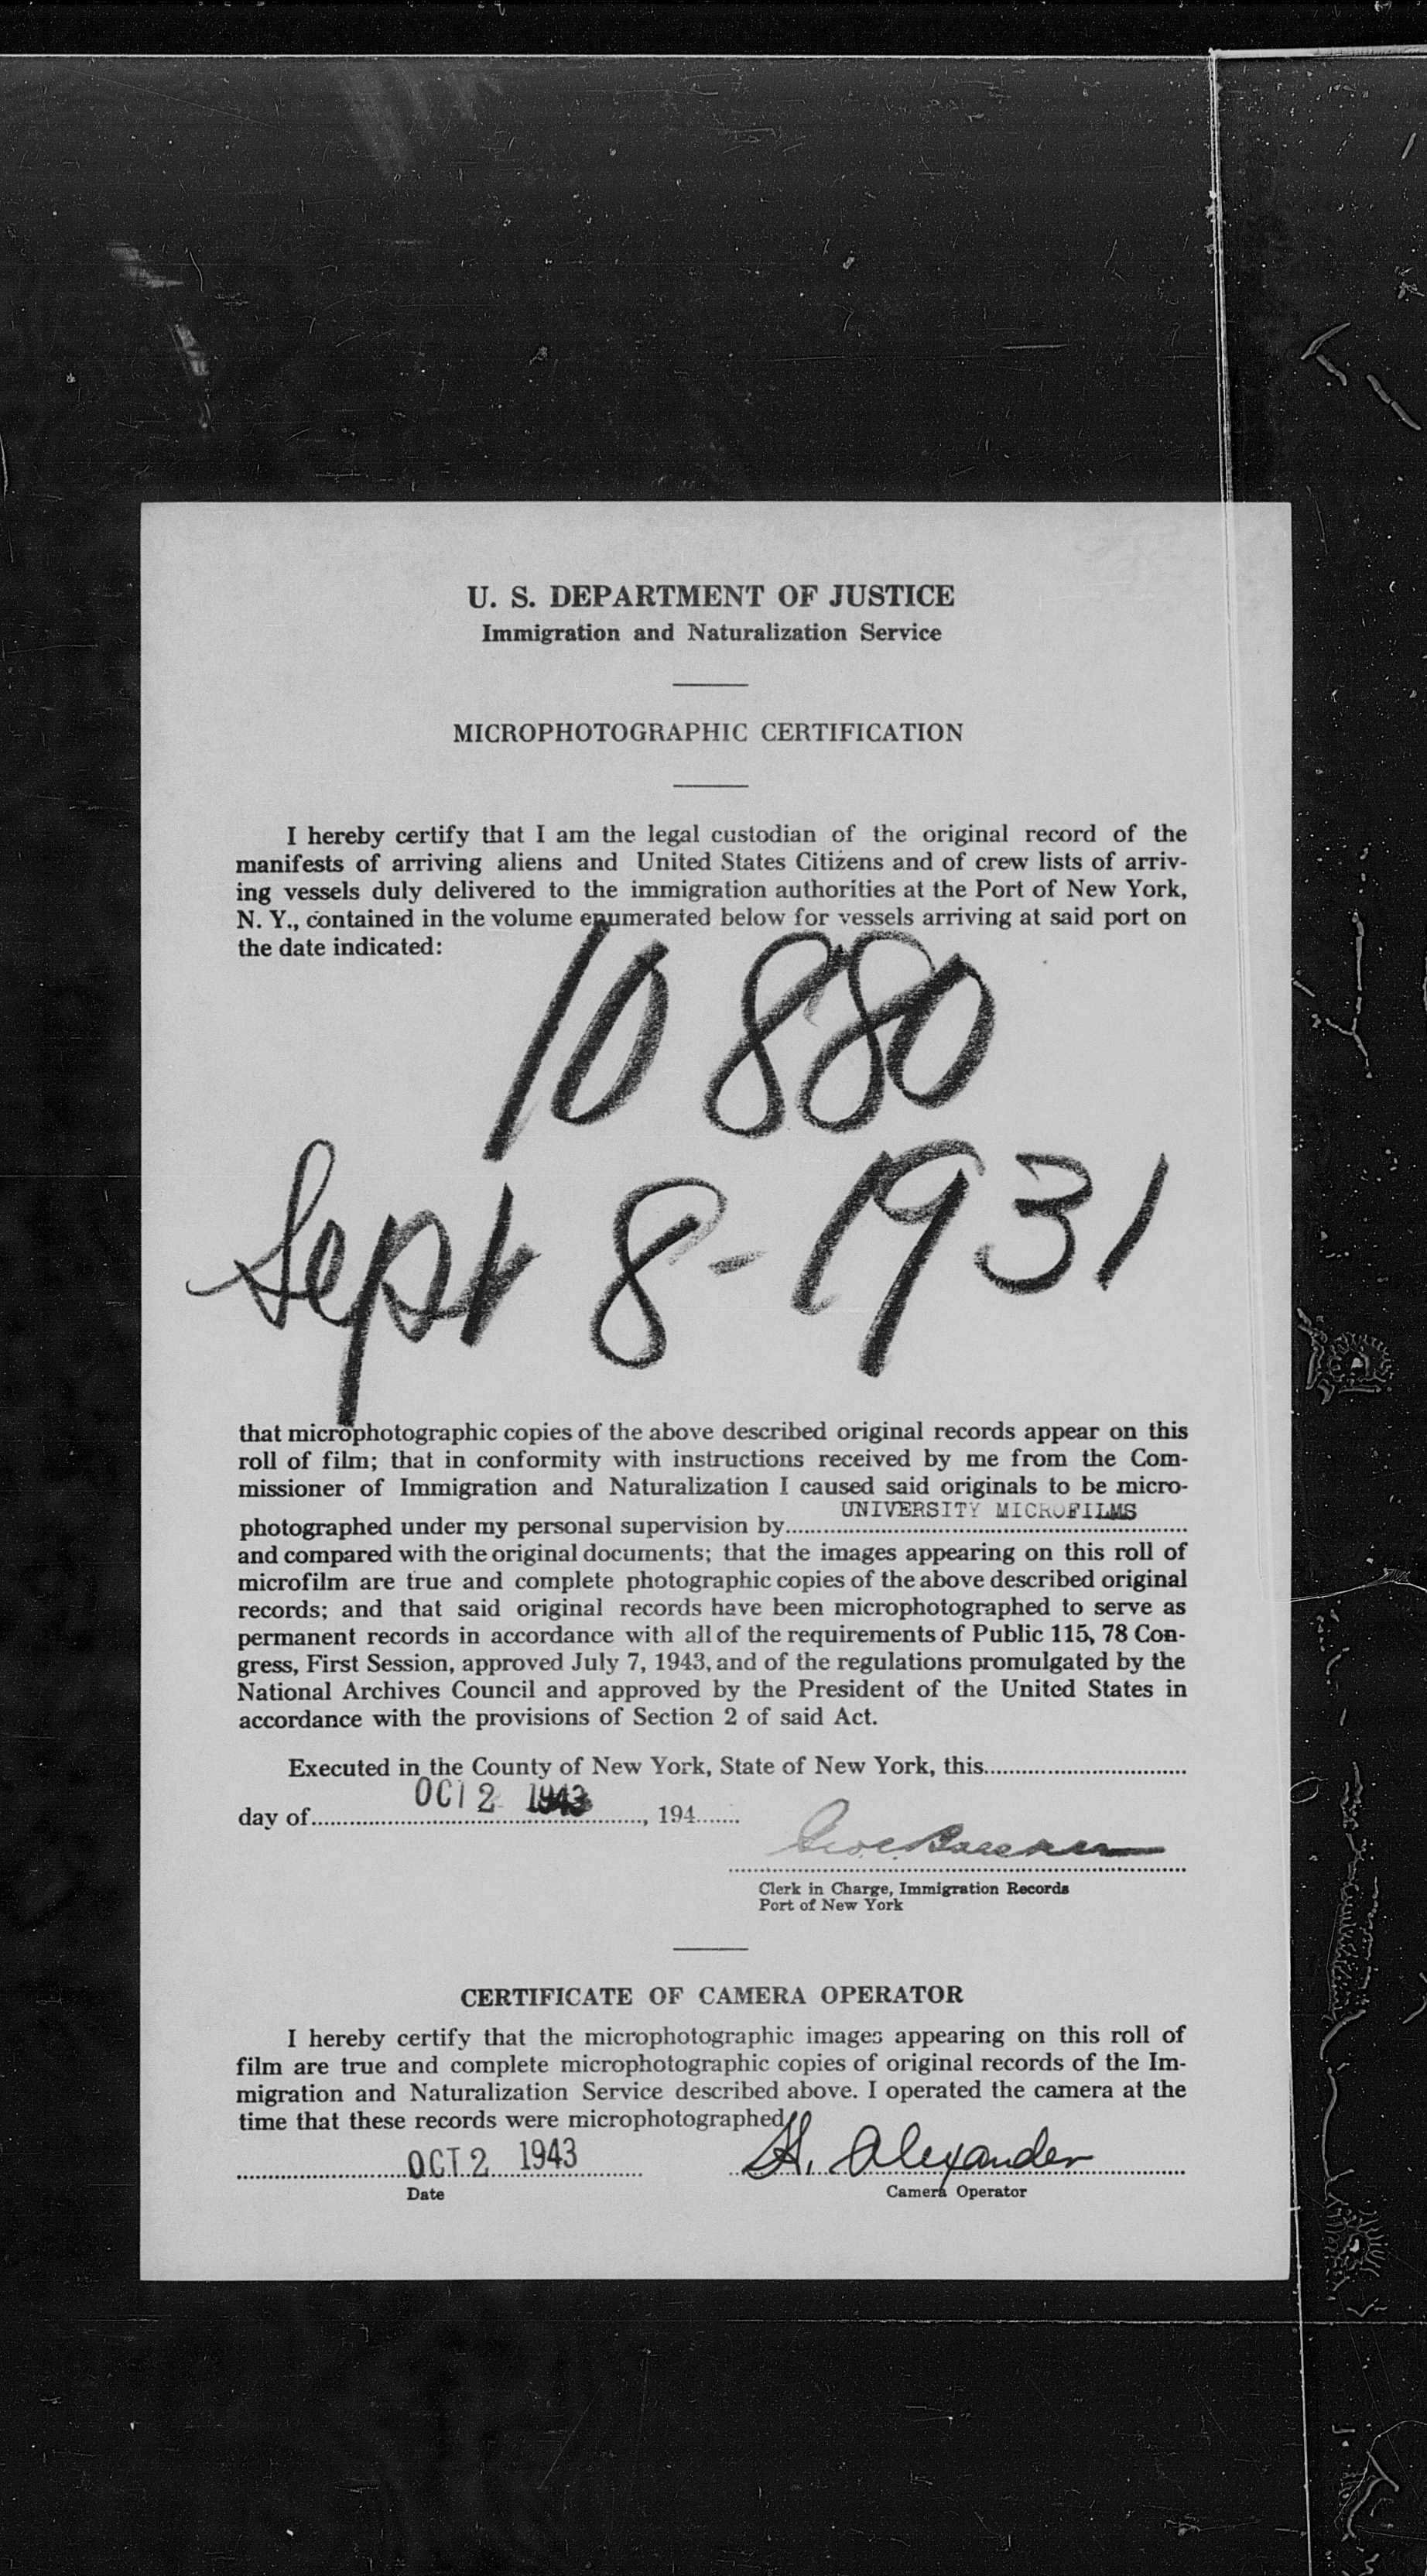 U. S. DEPARTMENT OF JUSTICE
Immigration and Naturalization Service
MICROPHOTOGRAPHIC CERTIFICATION
I hereby certify that I am the legal custodian of the original record of the
manifests of arriving aliens and United States Citizens and of crew lists of arriv-
ing vessels duly delivered to the immigration authorities at the Port of New York,
N. Y., contained in the volume enumerated below for vessels arriving at said port on
the date indicated:
10 880
Sept 8-1931
that microphotographic copies of the above described original records appear on this
roll of film; that in conformity with instructions received by me from the Com-
missioner of Immigration and Naturalization I caused said originals to be micro-
photographed under my personal supervision by UNIVERSITY MICROFILMS
and compared with the original documents; that the images appearing on this roll of
microfilm are true and complete photographic copies of the above described original
records; and that said original records have been microphotographed to serve as
permanent records in accordance with all of the requirements of Public 115, 78 Con-
gress, First Session, approved July 7, 1943, and of the regulations promulgated by the
National Archives Council and approved by the President of the United States in
accordance with the provisions of Section 2 of said Act.
Executed in the County of New York, State of New York, this
day of OCT 2 1943, 194
Clerk in Charge, Immigration Records
Port of New York
CERTIFICATE OF CAMERA OPERATOR
I hereby certify that the microphotographic images appearing on this roll of
film are true and complete microphotographic copies of original records of the Im-
migration and Naturalization Service described above. I operated the camera at the
time that these records were microphotographed.
OCT 2 1943 H. Alexander
Date Camera Operator